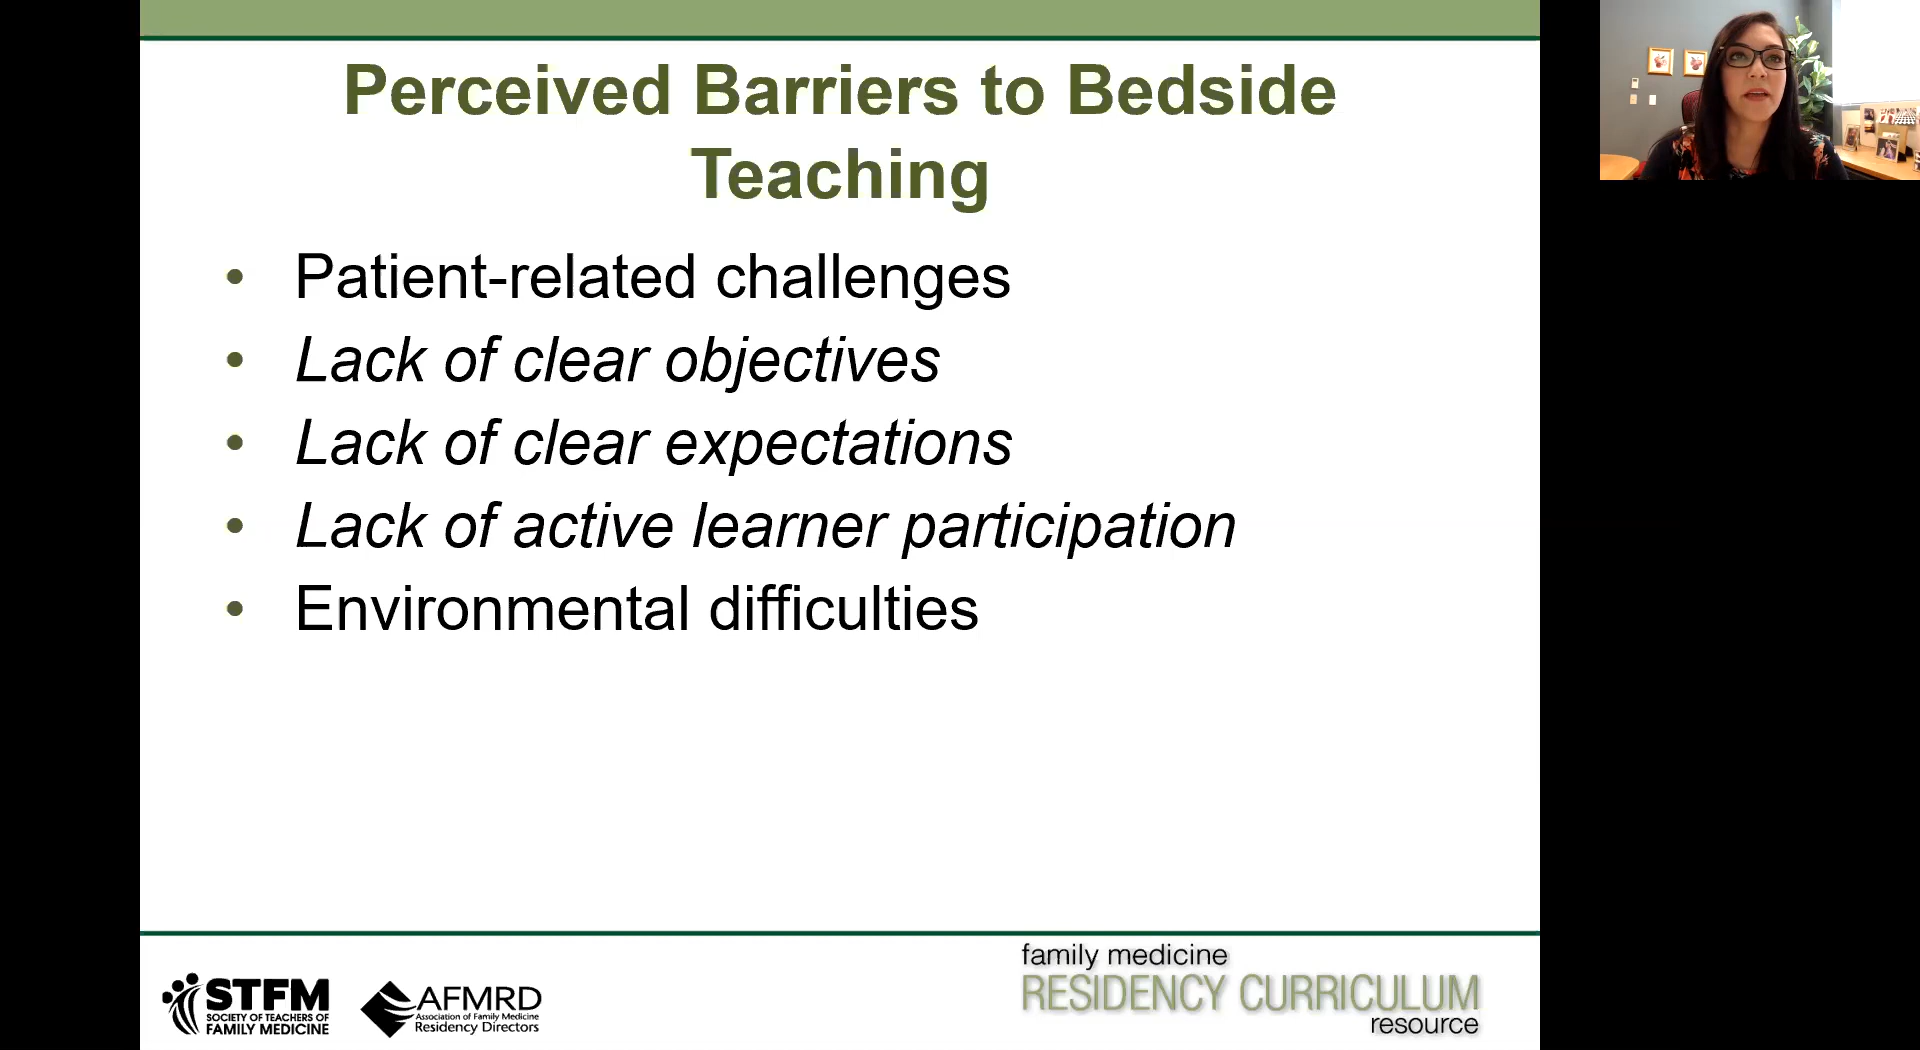 Perceived Barriers to Bedside
Teaching
• Patient-related challenges
• Lack of clear objectives
• Lack of clear expectations
• Lack of active learner participation
• Environmental difficulties
STFM
SOCIETY OF TEACHERS OF
FAMILY MEDICINE
AFMRD
Association of Family Medicine
Residency Directors
family medicine
RESIDENCY CURRICULUM
resource